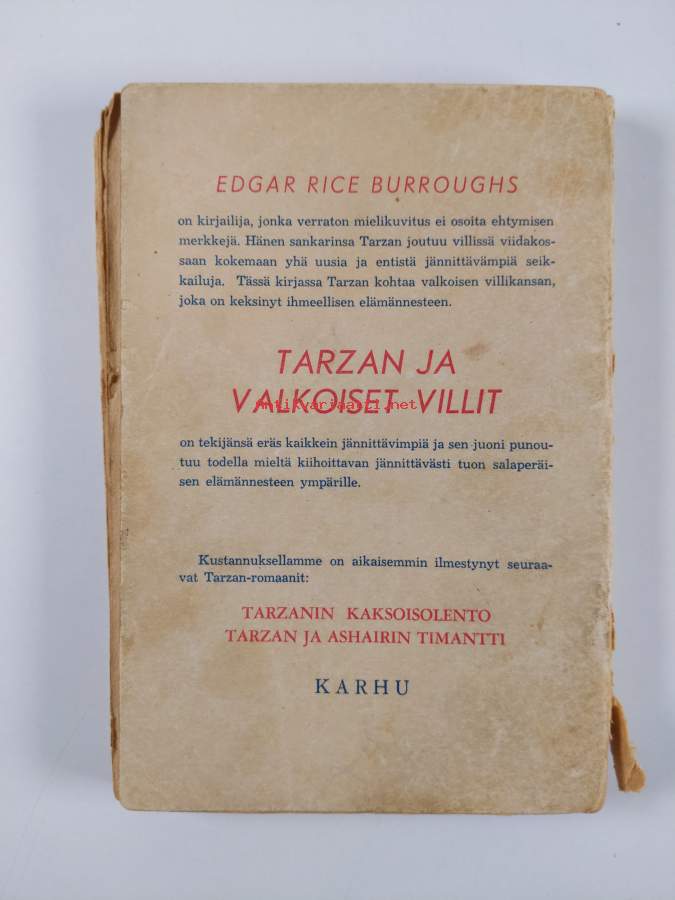 EDGAR RICE BURROUGHS
on kirjailija, jonka verraton mielikuvitus ei osoita ehtymisen
merkkejä. Hänen sankarinsa Tarzan joutuu villissä viidakos-
saan kokemaan yhä uusia ja entistä jännittävämpiä seik-
kailuja. Tässä kirjassa Tarzan kohtaa valkoisen villikansan,
joka on keksinyt ihmeellisen elämännesteen.
TARZAN JA
VALKOISET VILLIT
Antikvariaatti.net
on tekijänsä eräs kaikkein jännittävimpiä ja sen juoni punou-
tuu todella mieltä kiihoittavan jännittävästi tuon salaperäi-
sen elämännesteen ympärille.
Kustannuksellamme on aikaisemmin ilmestynyt seuraa-
vat Tarzan-romaanit:
TARZANIN KAKSOISOLENTO
TARZAN JA ASHAIRIN TIMANTTI
KARHU